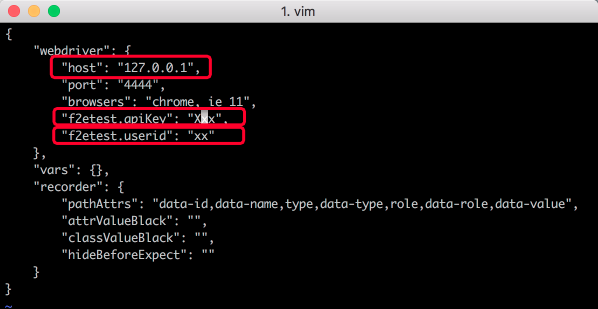 1. vim
{
"webdriver": {
"host": "127.0.0.1",
"port": "4444",
"browsers": "chrome, ie 11",
"f2etest.apiKey": "Xxx",
"f2etest.userid": "xx"
},
"vars": {},
"recorder": {
"pathAttrs": "data-id,data-name,type,data-type,role,data-role,data-value",
"attrValueBlack": "",
"classValueBlack": "",
"hideBeforeExpect": ""
}
}
~